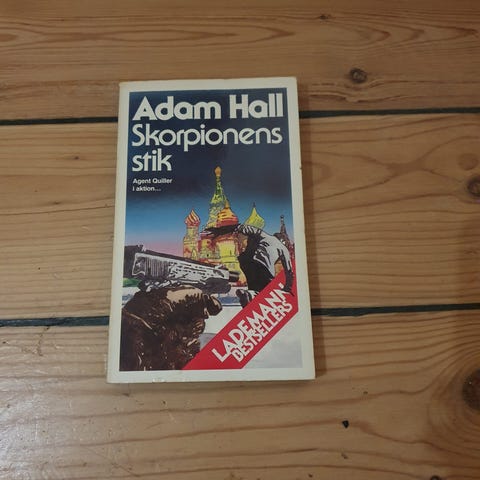 Adam Hall
Skorpionens
stik
Agent Quiller
i aktion...
LADEMANN
BESTSELLERS